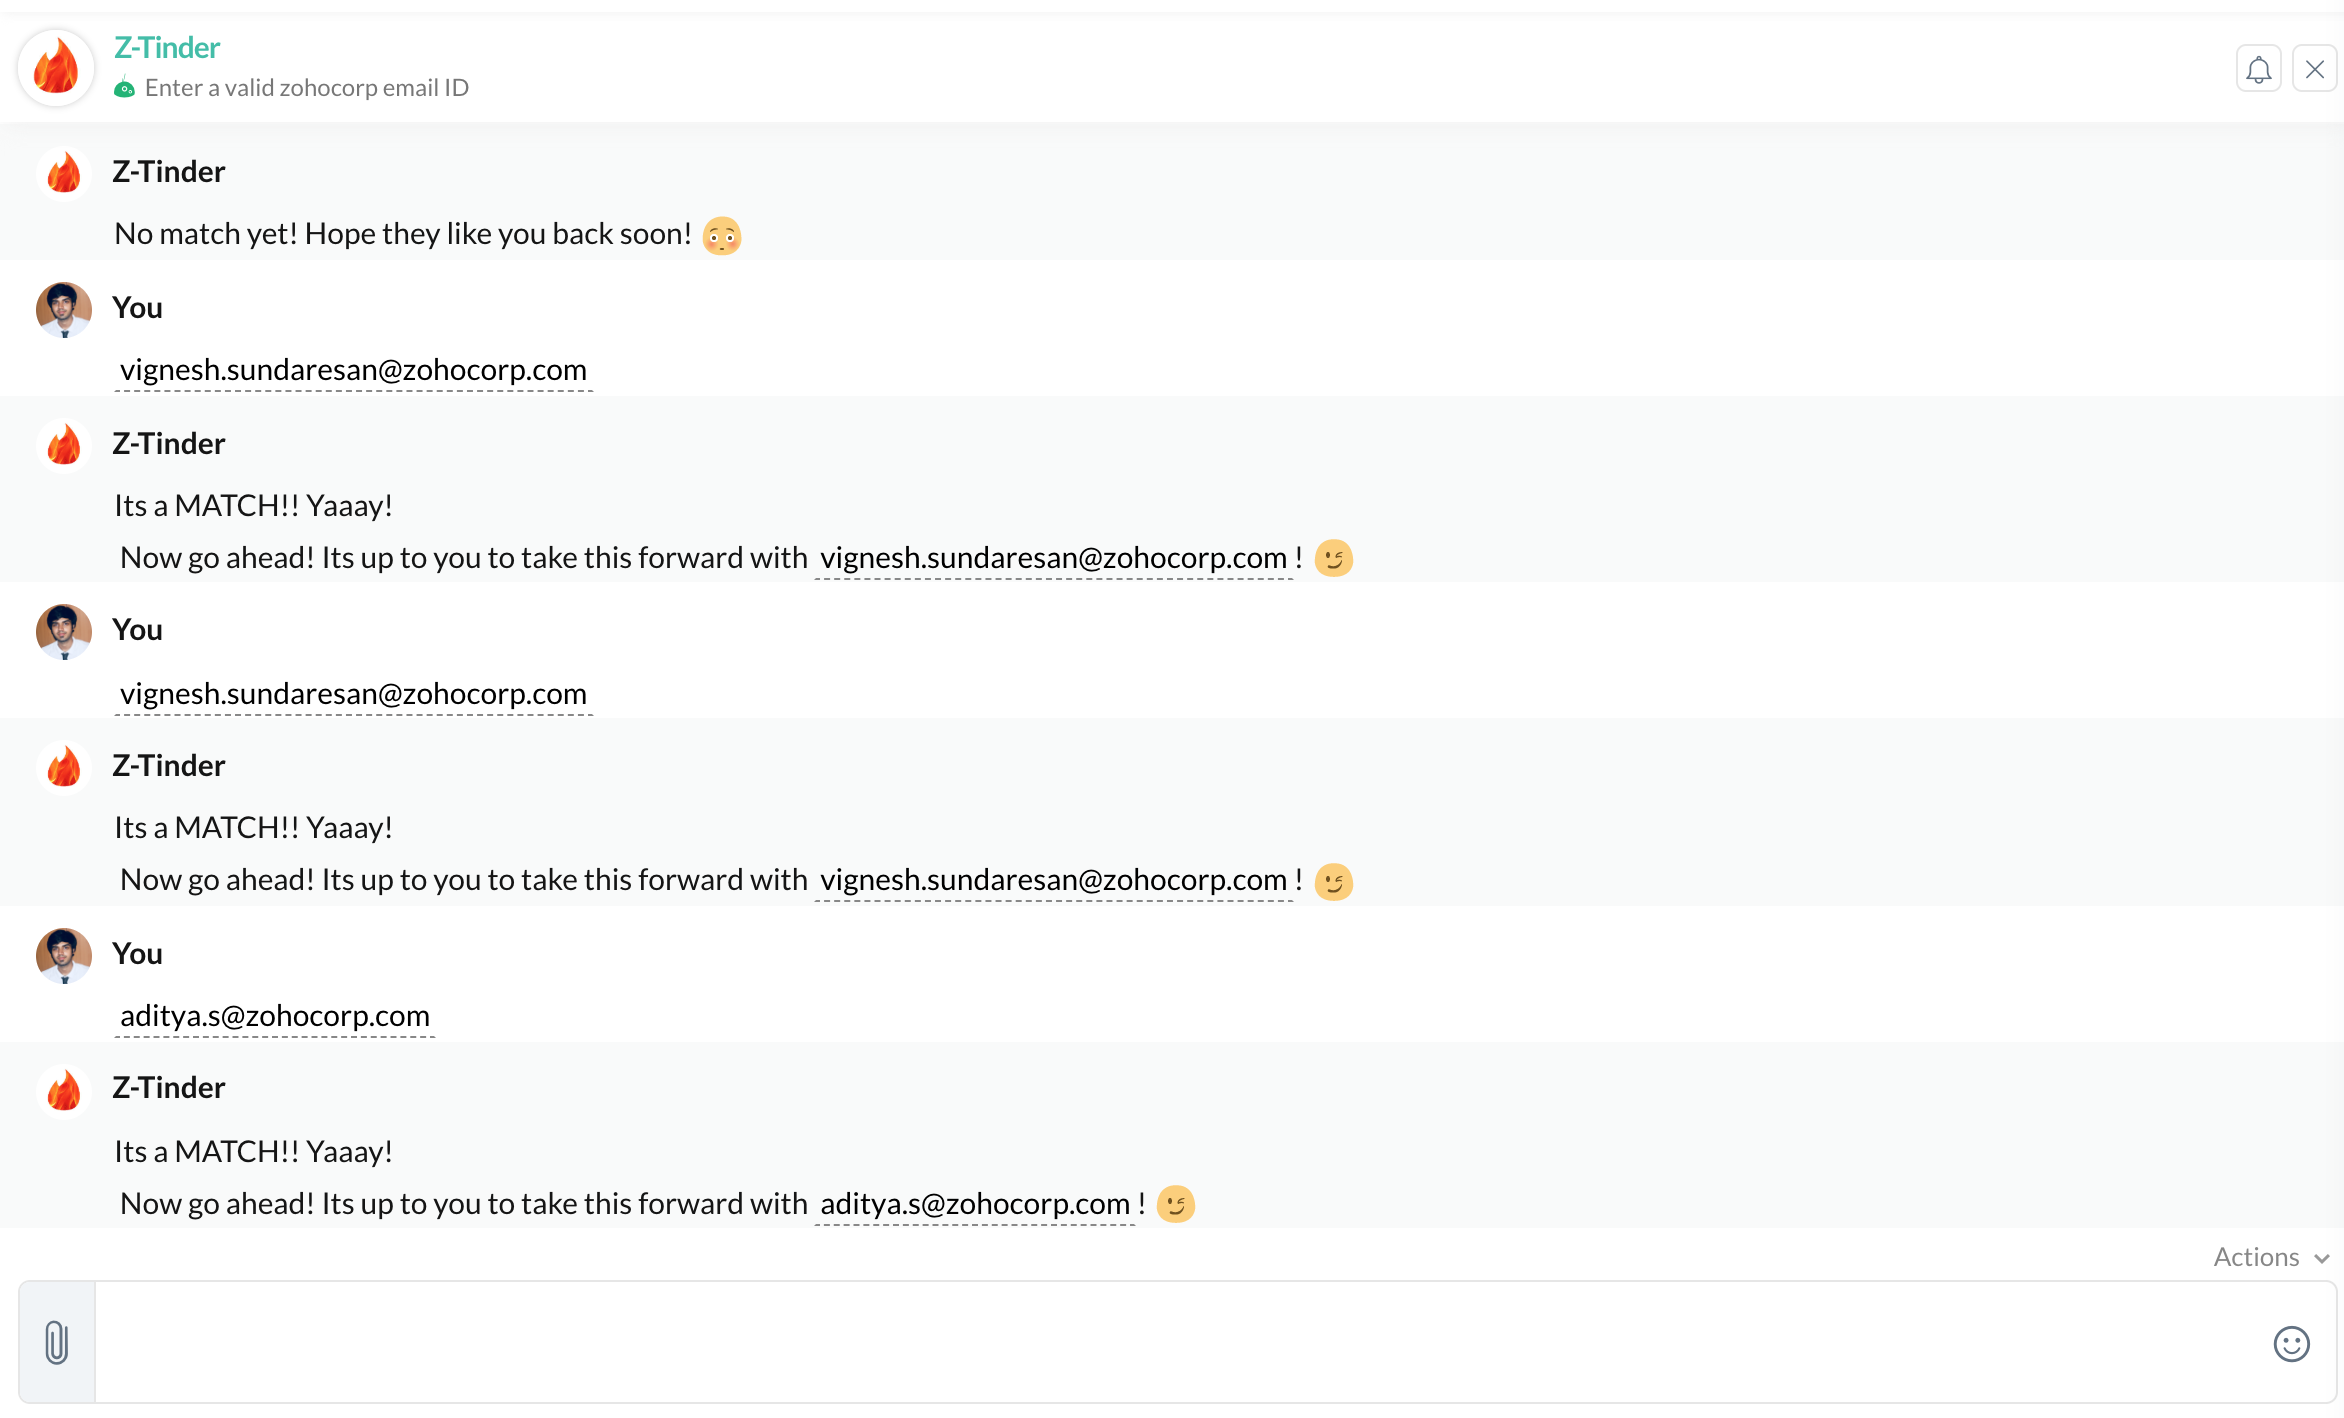 Z-Tinder
Enter a valid zohocorp email ID
Z-Tinder
No match yet! Hope they like you back soon!
You
vignesh.sundaresan@zohocorp.com
Z-Tinder
Its a MATCH!! Yaaay!
Now go ahead! Its up to you to take this forward with vignesh.sundaresan@zohocorp.com !
You
vignesh.sundaresan@zohocorp.com
Z-Tinder
Its a MATCH!! Yaaay!
Now go ahead! Its up to you to take this forward with vignesh.sundaresan@zohocorp.com !
You
aditya.s@zohocorp.com
Z-Tinder
Its a MATCH!! Yaaay!
Now go ahead! Its up to you to take this forward with aditya.s@zohocorp.com !
Actions